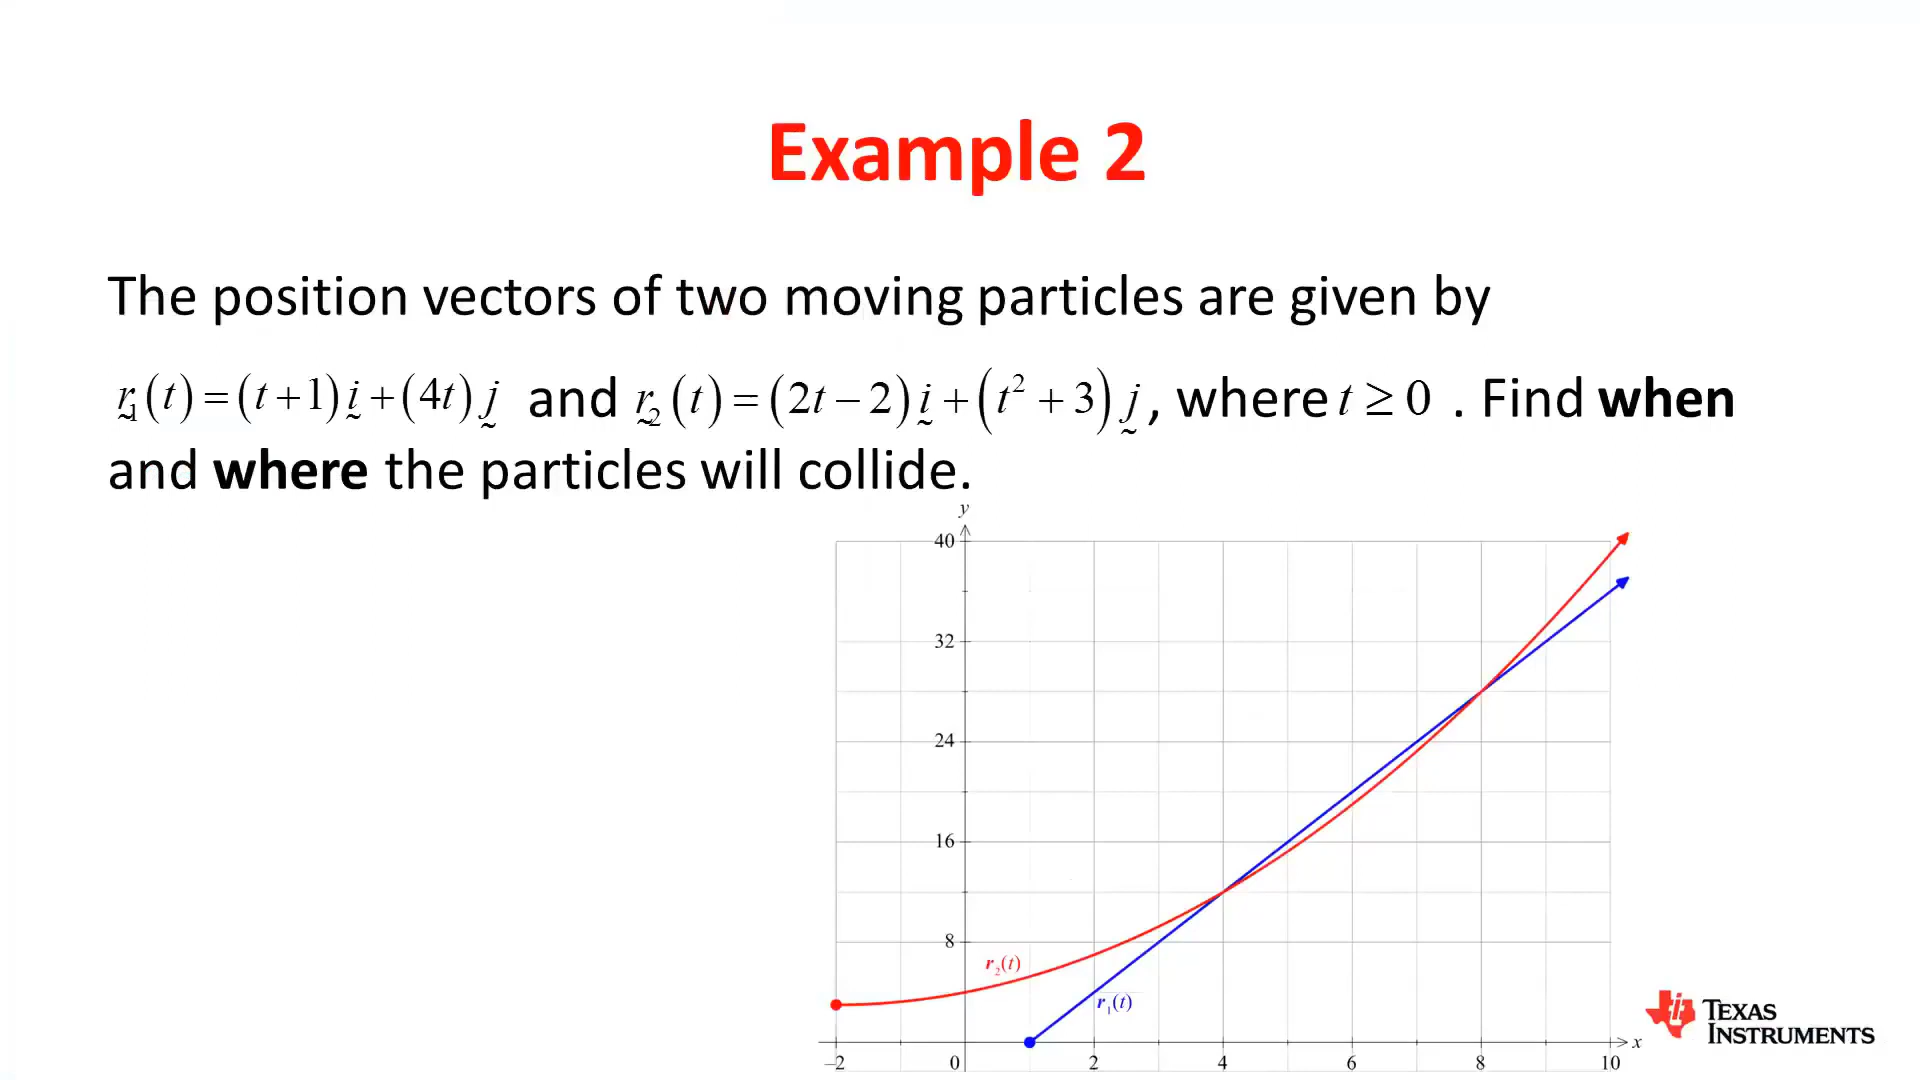 Example 2
The position vectors of two moving particles are given by
r̰₁(t) = (t+1)ḭ + (4t)j̰ and r̰₂(t) = (2t − 2)ḭ + (t² + 3)j̰, where t ≥ 0 . Find when
and where the particles will collide.
y
40
32
24
16
8
r₂(t)
r₁(t)
−2 0 2 4 6 8 10 x
TEXAS
INSTRUMENTS